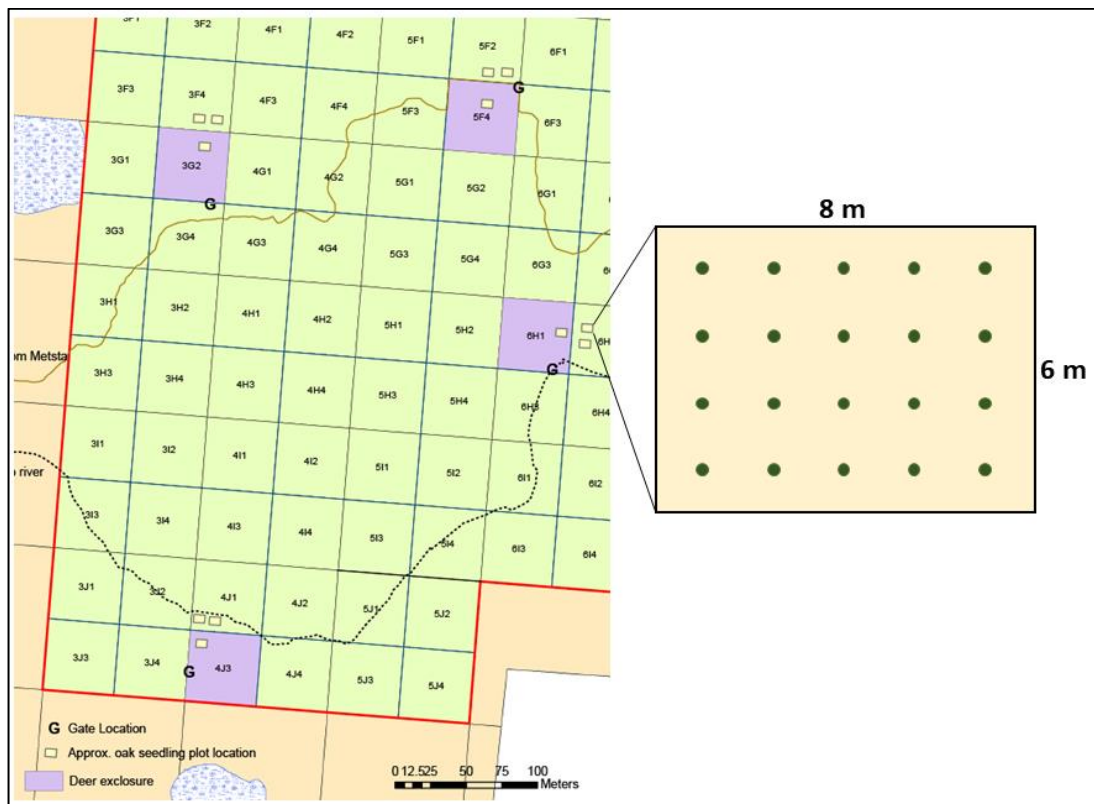 3F2 4F1 4F2 5F1 5F2 6F1
3F3 3F4 4F3 4F4 5F3 5F4 6F3
3G1 3G2 4G1 4G2 5G1 5G2 6G1
G
G
3G3 3G4 4G3 4G4 5G3 5G4 6G3
3H1 3H2 4H1 4H2 5H1 5H2 6H1
G
om Metsta
3H3 3H4 4H3 4H4 5H3 5H4 6H4
3I1 3I2 4I1 4I2 5I1 5I2 6I1 6I2
river
3I3 3I4 4I3 4I4 5I3 5I4 6I3 6I4
3J1 3J2 4J1 4J2 5J1 5J2
3J3 3J4 4J3 4J4 5J3 5J4
G
G Gate Location
Approx. oak seedling plot location
Deer exclosure
0 12.525 50 75 100
Meters
8 m
6 m